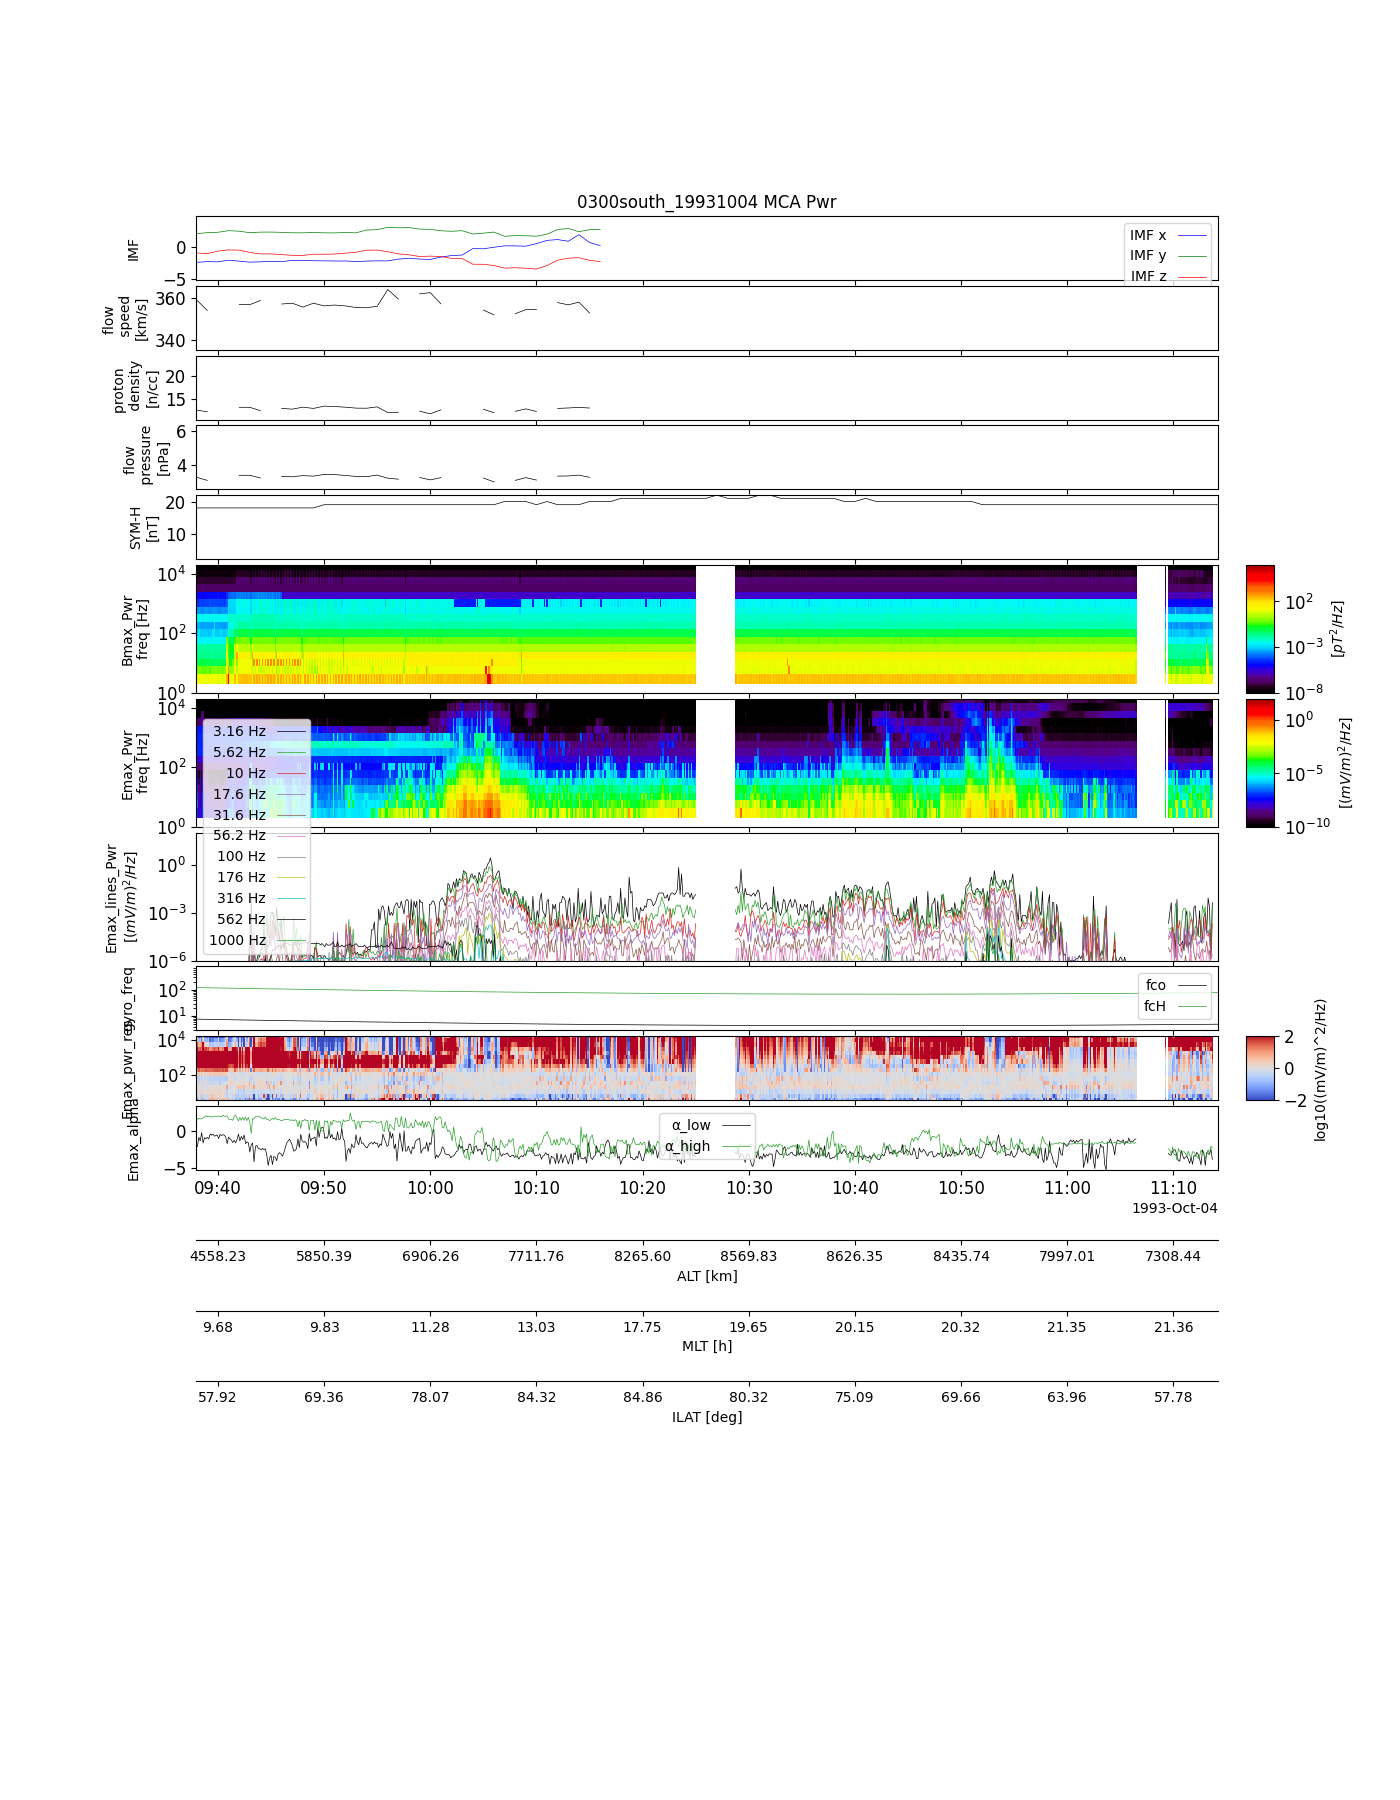 0300south_19931004 MCA Pwr
IMF
0
−5
IMF x
IMF y
IMF z
flow
speed
[km/s]
360
340
proton
density
[n/cc]
20
15
flow
pressure
[nPa]
6
4
SYM-H
[nT]
20
10
Bmax_Pwr
freq [Hz]
10^4
10^2
10^0
10^2
10^−3
10^−8
[pT^2/Hz]
Emax_Pwr
freq [Hz]
10^4
10^2
10^0
10^0
10^−5
10^−10
[(mV/m)^2/Hz]
3.16 Hz
5.62 Hz
10 Hz
17.6 Hz
31.6 Hz
56.2 Hz
100 Hz
176 Hz
316 Hz
562 Hz
1000 Hz
Emax_lines_Pwr
[(mV/m)^2/Hz]
10^0
10^−3
10^−6
gyro_freq
10^2
10^1
fco
fcH
Emax_pwr_reg
10^4
10^2
2
0
−2
log10((mV/m)^2/Hz)
Emax_alpha
0
−5
α_low
α_high
09:40 09:50 10:00 10:10 10:20 10:30 10:40 10:50 11:00 11:10
1993-Oct-04
4558.23 5850.39 6906.26 7711.76 8265.60 8569.83 8626.35 8435.74 7997.01 7308.44
ALT [km]
9.68 9.83 11.28 13.03 17.75 19.65 20.15 20.32 21.35 21.36
MLT [h]
57.92 69.36 78.07 84.32 84.86 80.32 75.09 69.66 63.96 57.78
ILAT [deg]